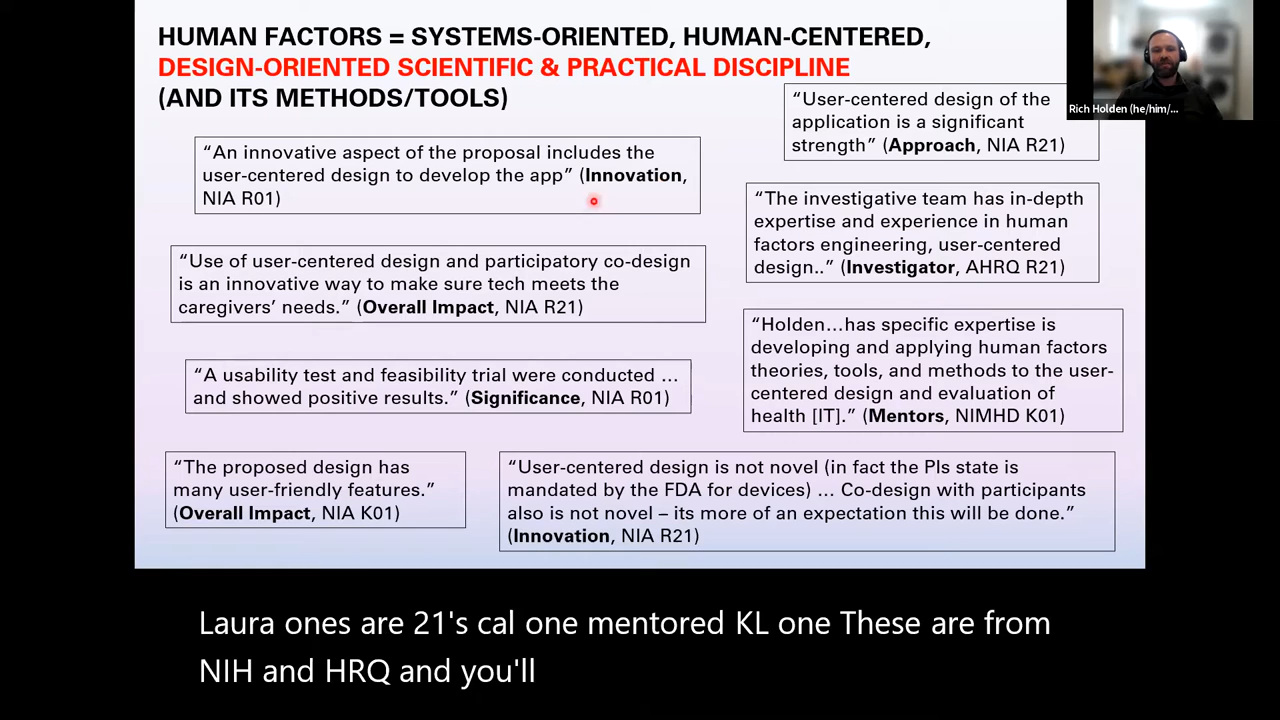 HUMAN FACTORS = SYSTEMS-ORIENTED, HUMAN-CENTERED,
DESIGN-ORIENTED SCIENTIFIC & PRACTICAL DISCIPLINE
(AND ITS METHODS/TOOLS)
“An innovative aspect of the proposal includes the
user-centered design to develop the app” (Innovation,
NIA R01)
“Use of user-centered design and participatory co-design
is an innovative way to make sure tech meets the
caregivers’ needs.” (Overall Impact, NIA R21)
“A usability test and feasibility trial were conducted …
and showed positive results.” (Significance, NIA R01)
“The proposed design has
many user-friendly features.”
(Overall Impact, NIA K01)
“User-centered design of the
application is a significant
strength” (Approach, NIA R21)
“The investigative team has in-depth
expertise and experience in human
factors engineering, user-centered
design..” (Investigator, AHRQ R21)
“Holden…has specific expertise is
developing and applying human factors
theories, tools, and methods to the user-
centered design and evaluation of
health [IT].” (Mentors, NIMHD K01)
“User-centered design is not novel (in fact the PIs state is
mandated by the FDA for devices) … Co-design with participants
also is not novel – its more of an expectation this will be done.”
(Innovation, NIA R21)
Rich Holden (he/him/...
Laura ones are 21's cal one mentored KL one These are from
NIH and HRQ and you'll